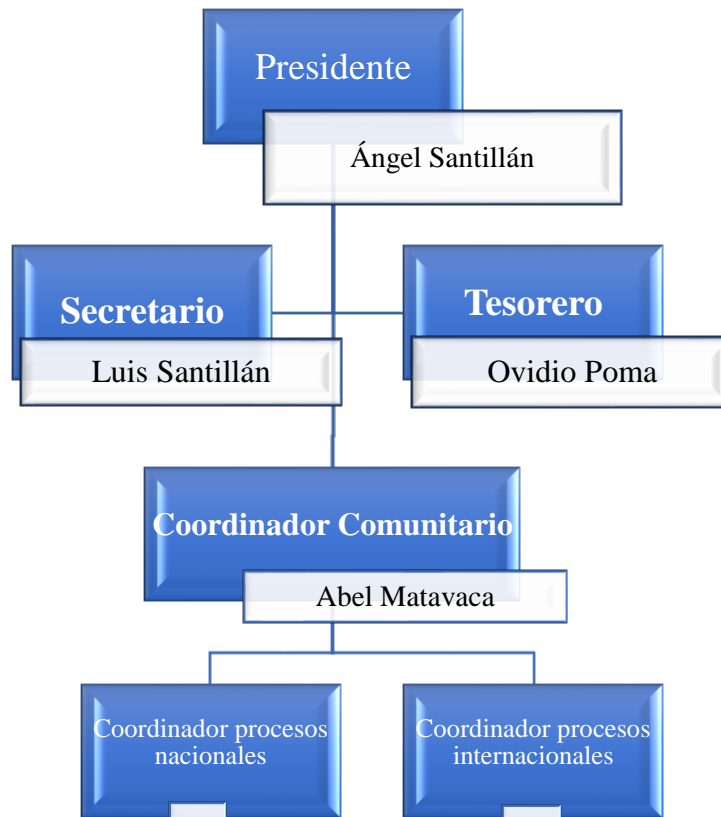 Presidente
Ángel Santillán
Secretario
Luis Santillán
Tesorero
Ovidio Poma
Coordinador Comunitario
Abel Matavaca
Coordinador procesos
nacionales
Coordinador procesos
internacionales